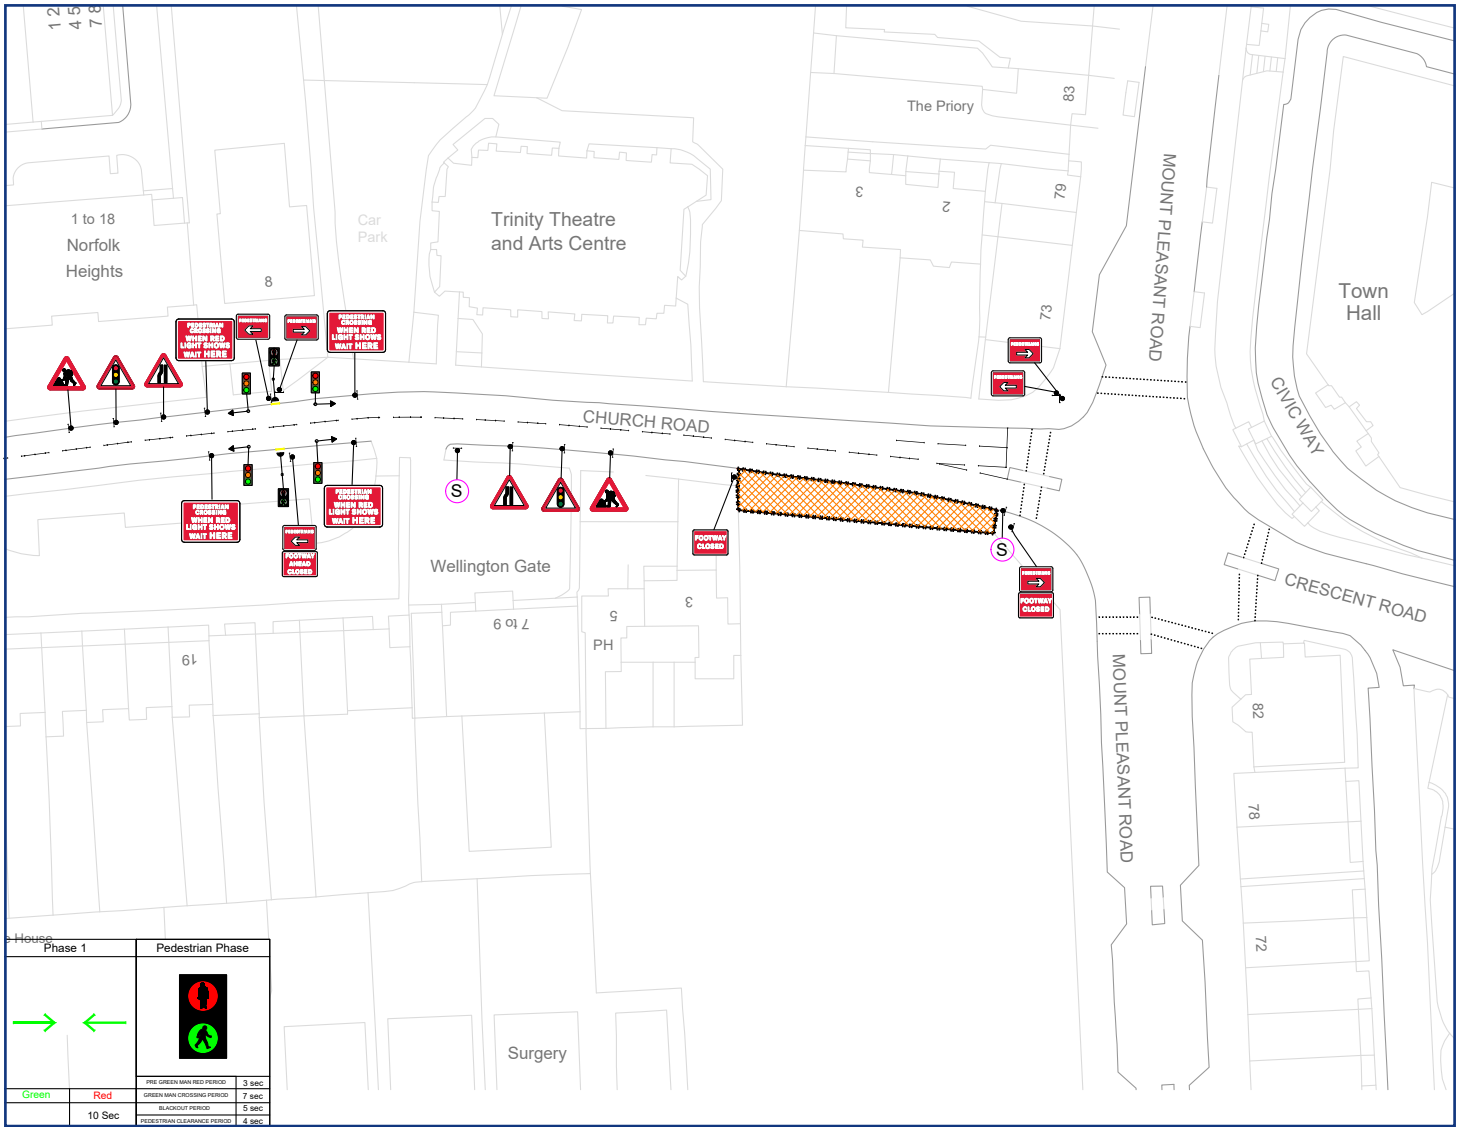 1 2
4 5
7 8
The Priory
83
MOUNT PLEASANT ROAD
1 to 18
Norfolk
Heights
Car
Park
Trinity Theatre
and Arts Centre
3
2
79
8
73
Town
Hall
PEDESTRIAN
CROSSING
WHEN RED
LIGHT SHOWS
WAIT HERE
PEDESTRIANS
PEDESTRIANS
PEDESTRIAN
CROSSING
WHEN RED
LIGHT SHOWS
WAIT HERE
PEDESTRIANS
PEDESTRIANS
CHURCH ROAD
CIVIC WAY
S
PEDESTRIAN
CROSSING
WHEN RED
LIGHT SHOWS
WAIT HERE
PEDESTRIAN
CROSSING
WHEN RED
LIGHT SHOWS
WAIT HERE
PEDESTRIANS
FOOTWAY
AHEAD
CLOSED
FOOTWAY
CLOSED
S
PEDESTRIANS
FOOTWAY
CLOSED
Wellington Gate
CRESCENT ROAD
7 to 9
5
3
PH
19
MOUNT PLEASANT ROAD
82
78
72
e House
Surgery
Phase 1
Pedestrian Phase
PRE GREEN MAN RED PERIOD 3 sec
Green Red
GREEN MAN CROSSING PERIOD 7 sec
BLACKOUT PERIOD 5 sec
10 Sec
PEDESTRIAN CLEARANCE PERIOD 4 sec